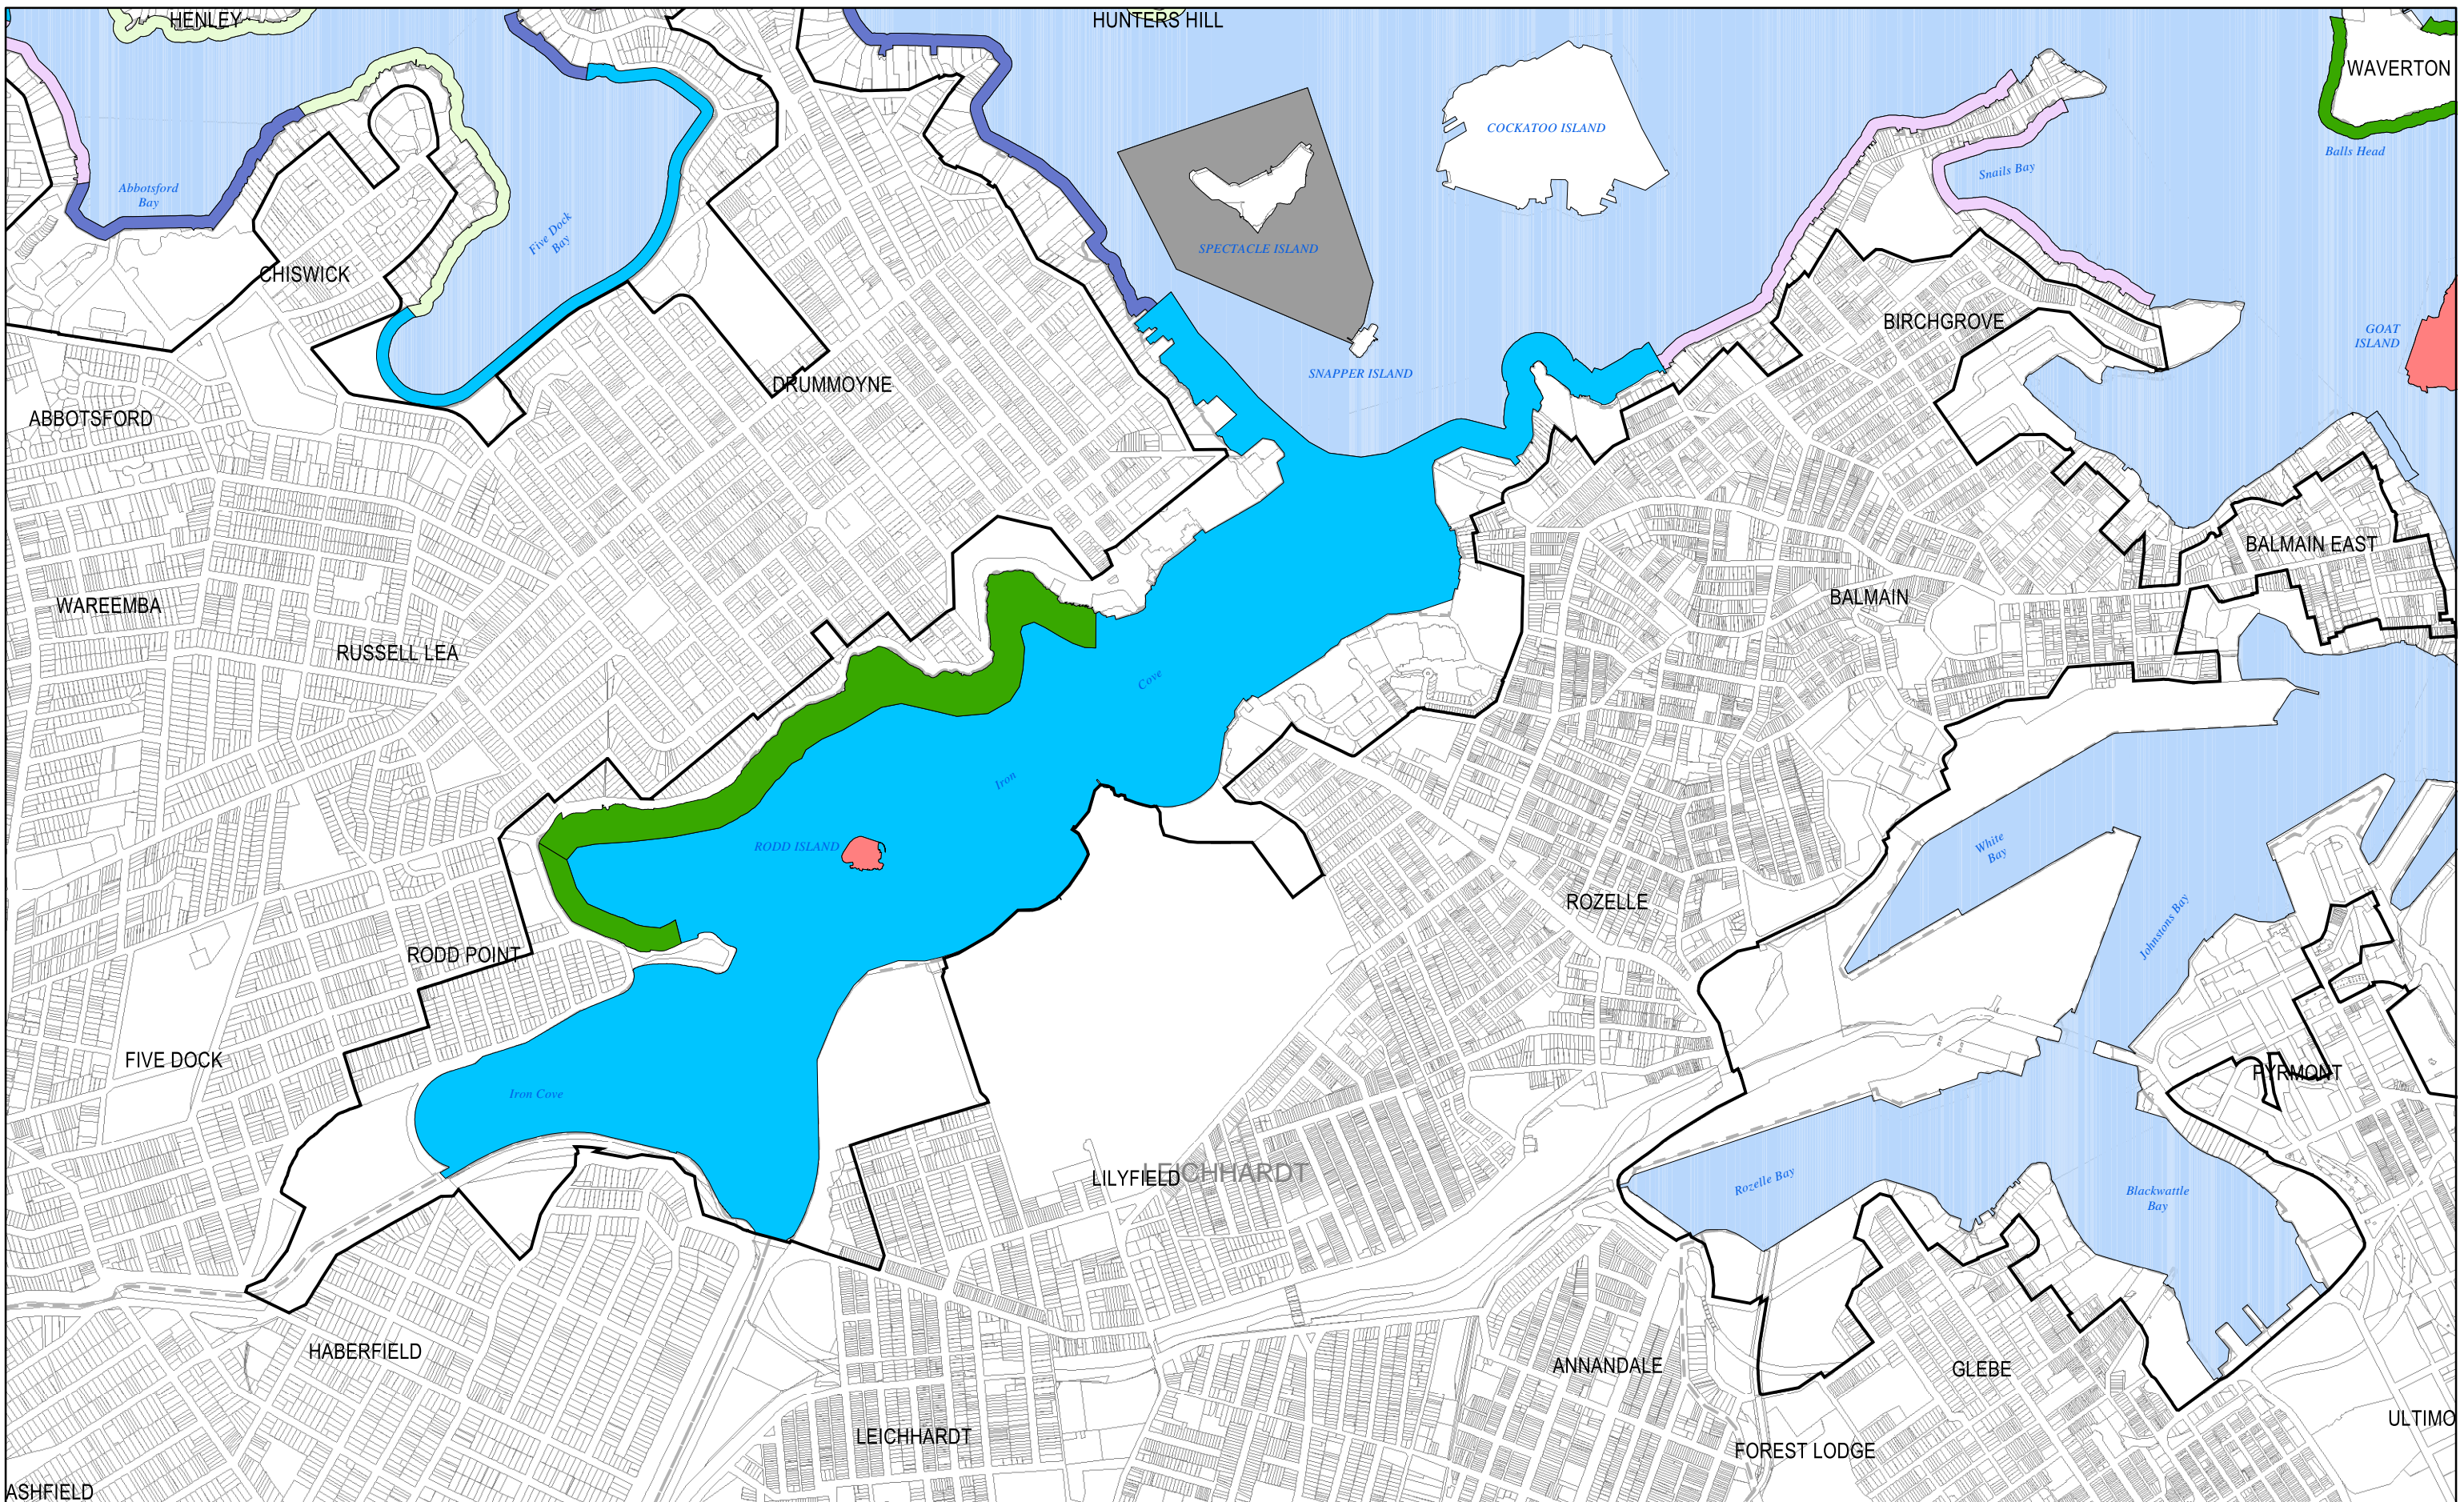 HENLEY
HUNTERS HILL
WAVERTON
COCKATOO ISLAND
Balls Head
Snails Bay
Abbotsford
Bay
Five Dock
Bay
SPECTACLE ISLAND
CHISWICK
BIRCHGROVE
GOAT
ISLAND
SNAPPER ISLAND
DRUMMOYNE
ABBOTSFORD
BALMAIN EAST
WAREEMBA
BALMAIN
RUSSELL LEA
Cove
Iron
RODD ISLAND
White
Bay
ROZELLE
Johnstons Bay
RODD POINT
FIVE DOCK
PYRMONT
Iron Cove
LILYFIELD
LEICHHARDT
Rozelle Bay
Blackwattle
Bay
HABERFIELD
ANNANDALE
GLEBE
ULTIMO
LEICHHARDT
FOREST LODGE
ASHFIELD